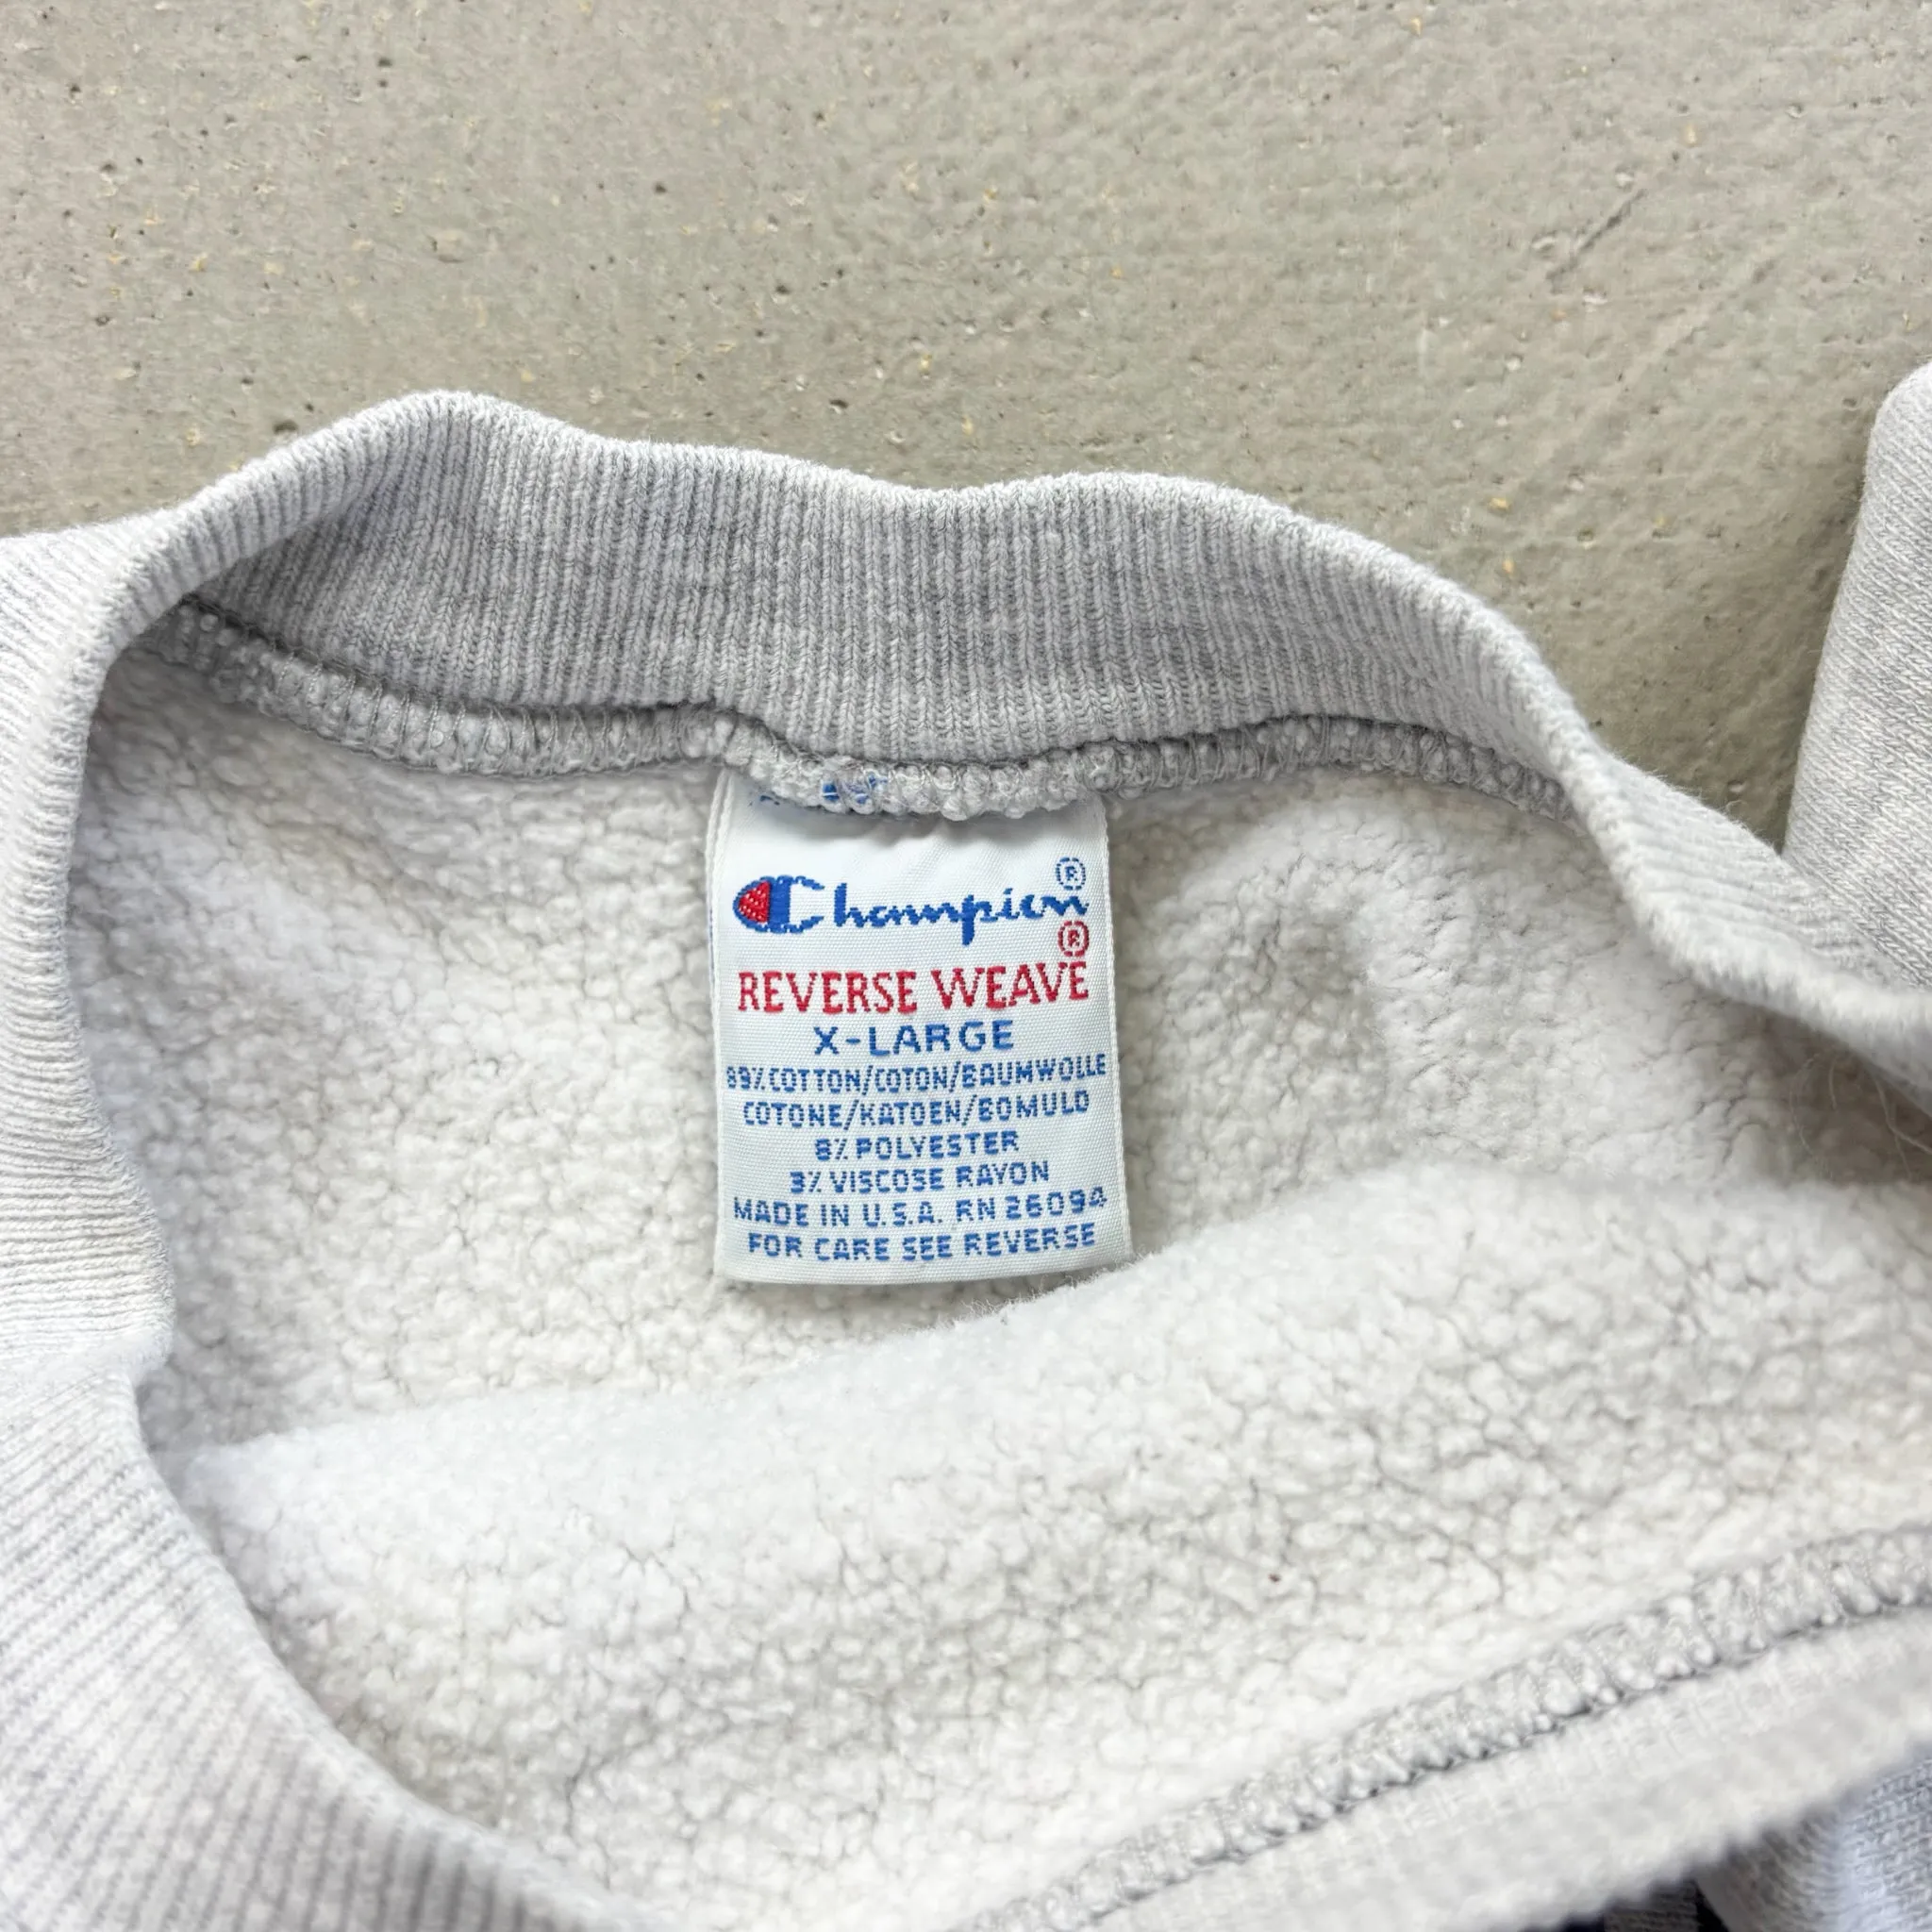 Champion®
REVERSE WEAVE®
X-LARGE
89% COTTON/COTON/BAUMWOLLE
COTONE/KATOEN/BOMULD
8% POLYESTER
3% VISCOSE RAYON
MADE IN U.S.A. RN 26094
FOR CARE SEE REVERSE